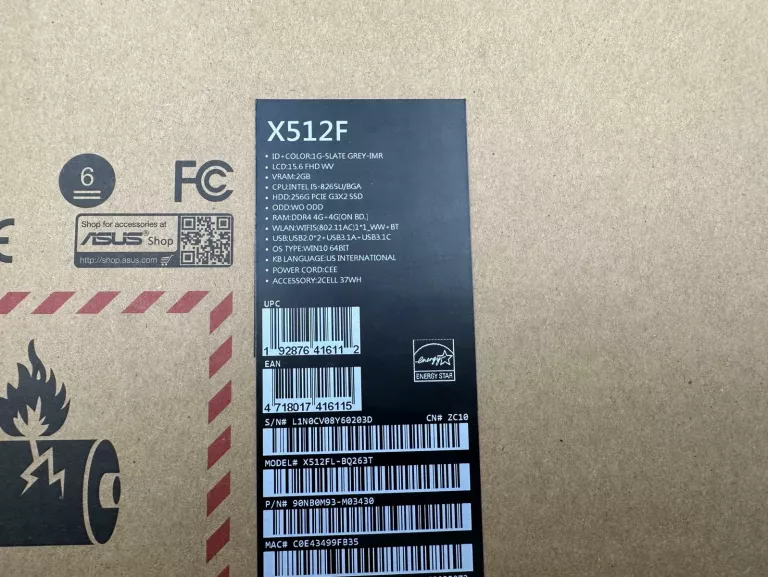 X512F
• ID+COLOR:1G-SLATE GREY-IMR
• LCD:15.6 FHD WV
• VRAM:2GB
• CPU:INTEL I5-8265U/BGA
• HDD:256G PCIE G3X2 SSD
• ODD:WO ODD
• RAM:DDR4 4G+4G(ON BD.)
• WLAN:WIFI5(802.11AC)1*1_WW+BT
• USB:USB2.0*2+USB3.1A+USB3.1C
• OS TYPE:WIN10 64BIT
• KB LANGUAGE:US INTERNATIONAL
• POWER CORD:CEE
• ACCESSORY:2CELL 37WH
6
FC
CE
Shop for accessories at
ASUS® Shop
http://shop.asus.com
UPC
1 92876 41611 2
EAN
4 718017 416115
energy
ENERGY STAR
S/N# L1N0CV08Y60203D CN# ZC10
MODEL# X512FL-BQ263T
P/N# 90NB0M93-M03430
MAC# C0E43499FB35